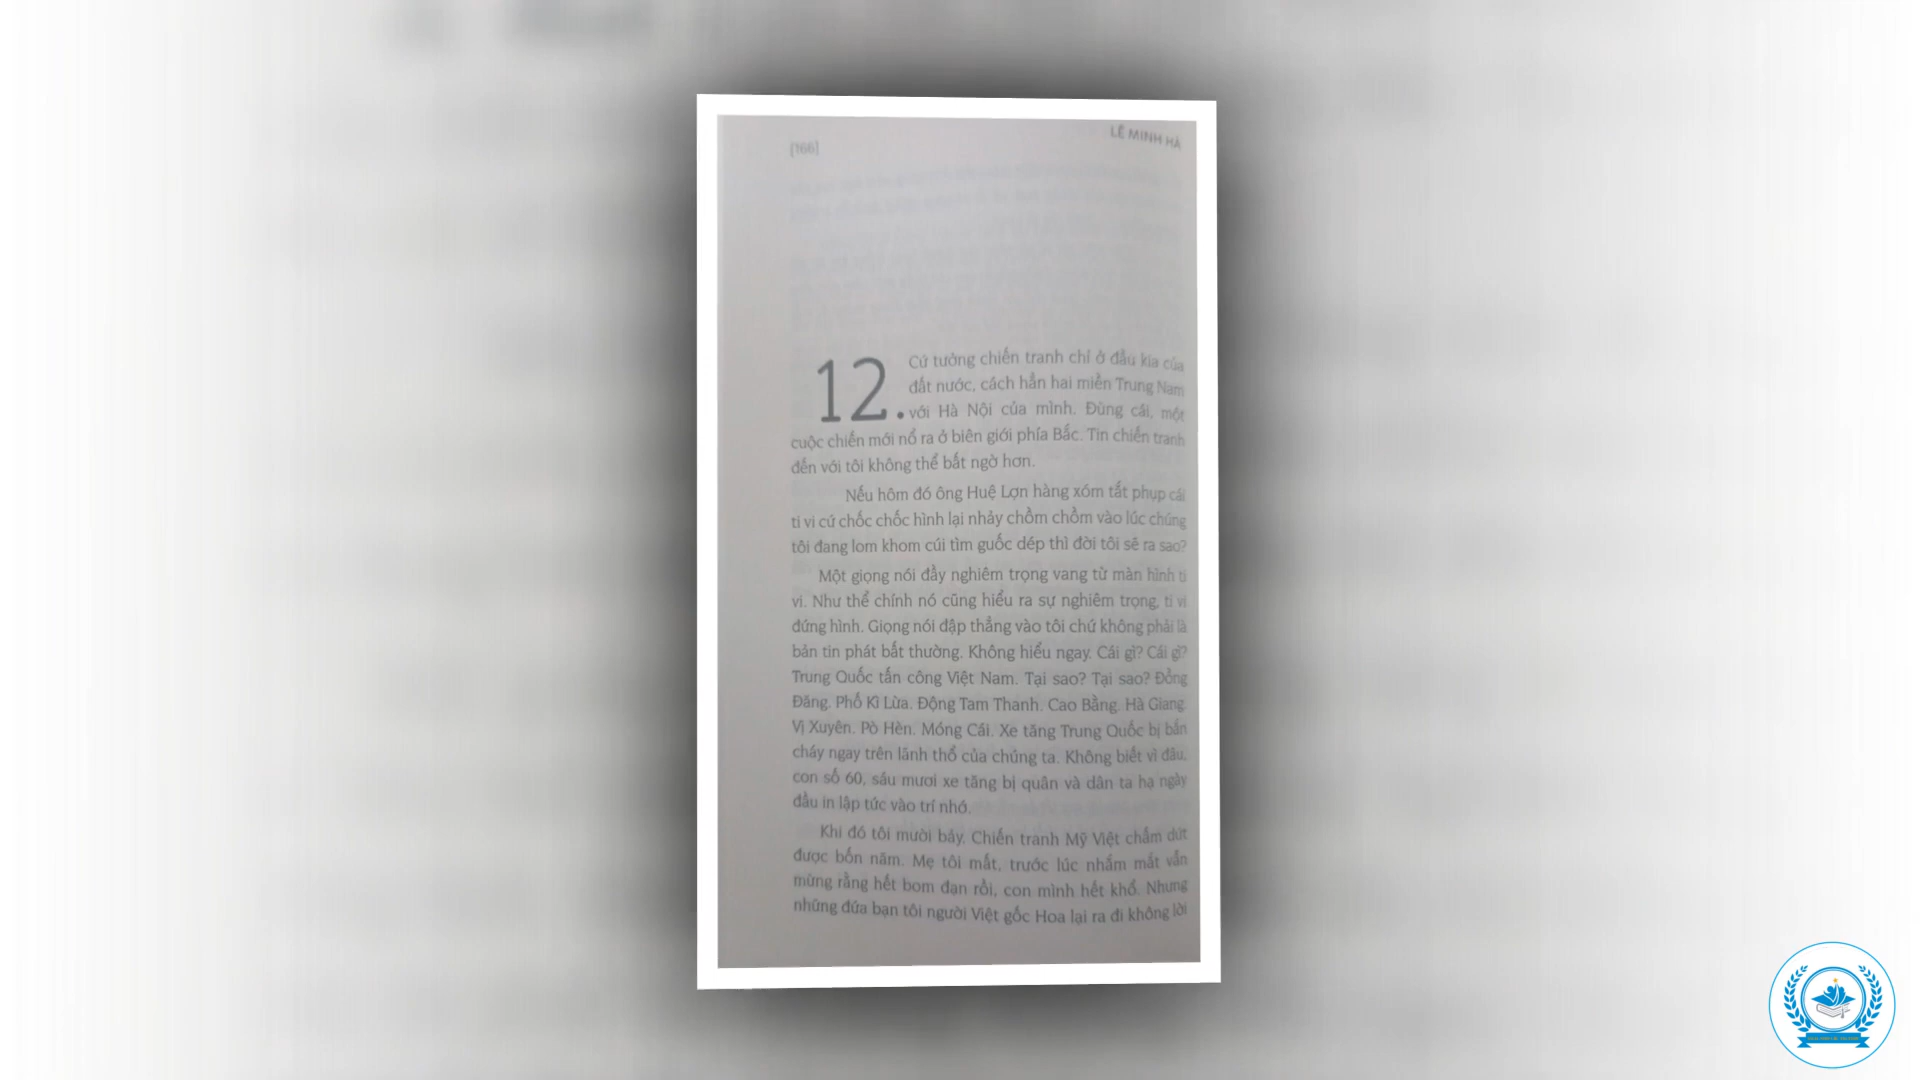 [166]
LÊ MINH HÀ
12.
Cứ tưởng chiến tranh chỉ ở đầu kia của
đất nước, cách hẳn hai miền Trung Nam
với Hà Nội của mình. Đùng cái, một
cuộc chiến mới nổ ra ở biên giới phía Bắc. Tin chiến tranh
đến với tôi không thể bất ngờ hơn.
Nếu hôm đó ông Huệ Lợn hàng xóm tắt phụp cái
ti vi cứ chốc chốc hình lại nhảy chồm chồm vào lúc chúng
tôi đang lom khom cúi tìm guốc dép thì đời tôi sẽ ra sao?
Một giọng nói đầy nghiêm trọng vang từ màn hình ti
vi. Như thể chính nó cũng hiểu ra sự nghiêm trọng, ti vi
đứng hình. Giọng nói đập thẳng vào tôi chứ không phải là
bản tin phát bất thường. Không hiểu ngay. Cái gì? Cái gì?
Trung Quốc tấn công Việt Nam. Tại sao? Tại sao? Đồng
Đăng. Phố Kì Lừa. Động Tam Thanh. Cao Bằng. Hà Giang.
Vị Xuyên. Pò Hèn. Móng Cái. Xe tăng Trung Quốc bị bắn
cháy ngay trên lãnh thổ của chúng ta. Không biết vì đâu,
con số 60, sáu mươi xe tăng bị quân và dân ta hạ ngày
đầu in lập tức vào trí nhớ.
Khi đó tôi mười bảy. Chiến tranh Mỹ Việt chấm dứt
được bốn năm. Mẹ tôi mất, trước lúc nhắm mắt vẫn
mừng rằng hết bom đạn rồi, con mình hết khổ. Nhưng
những đứa bạn tôi người Việt gốc Hoa lại ra đi không lời